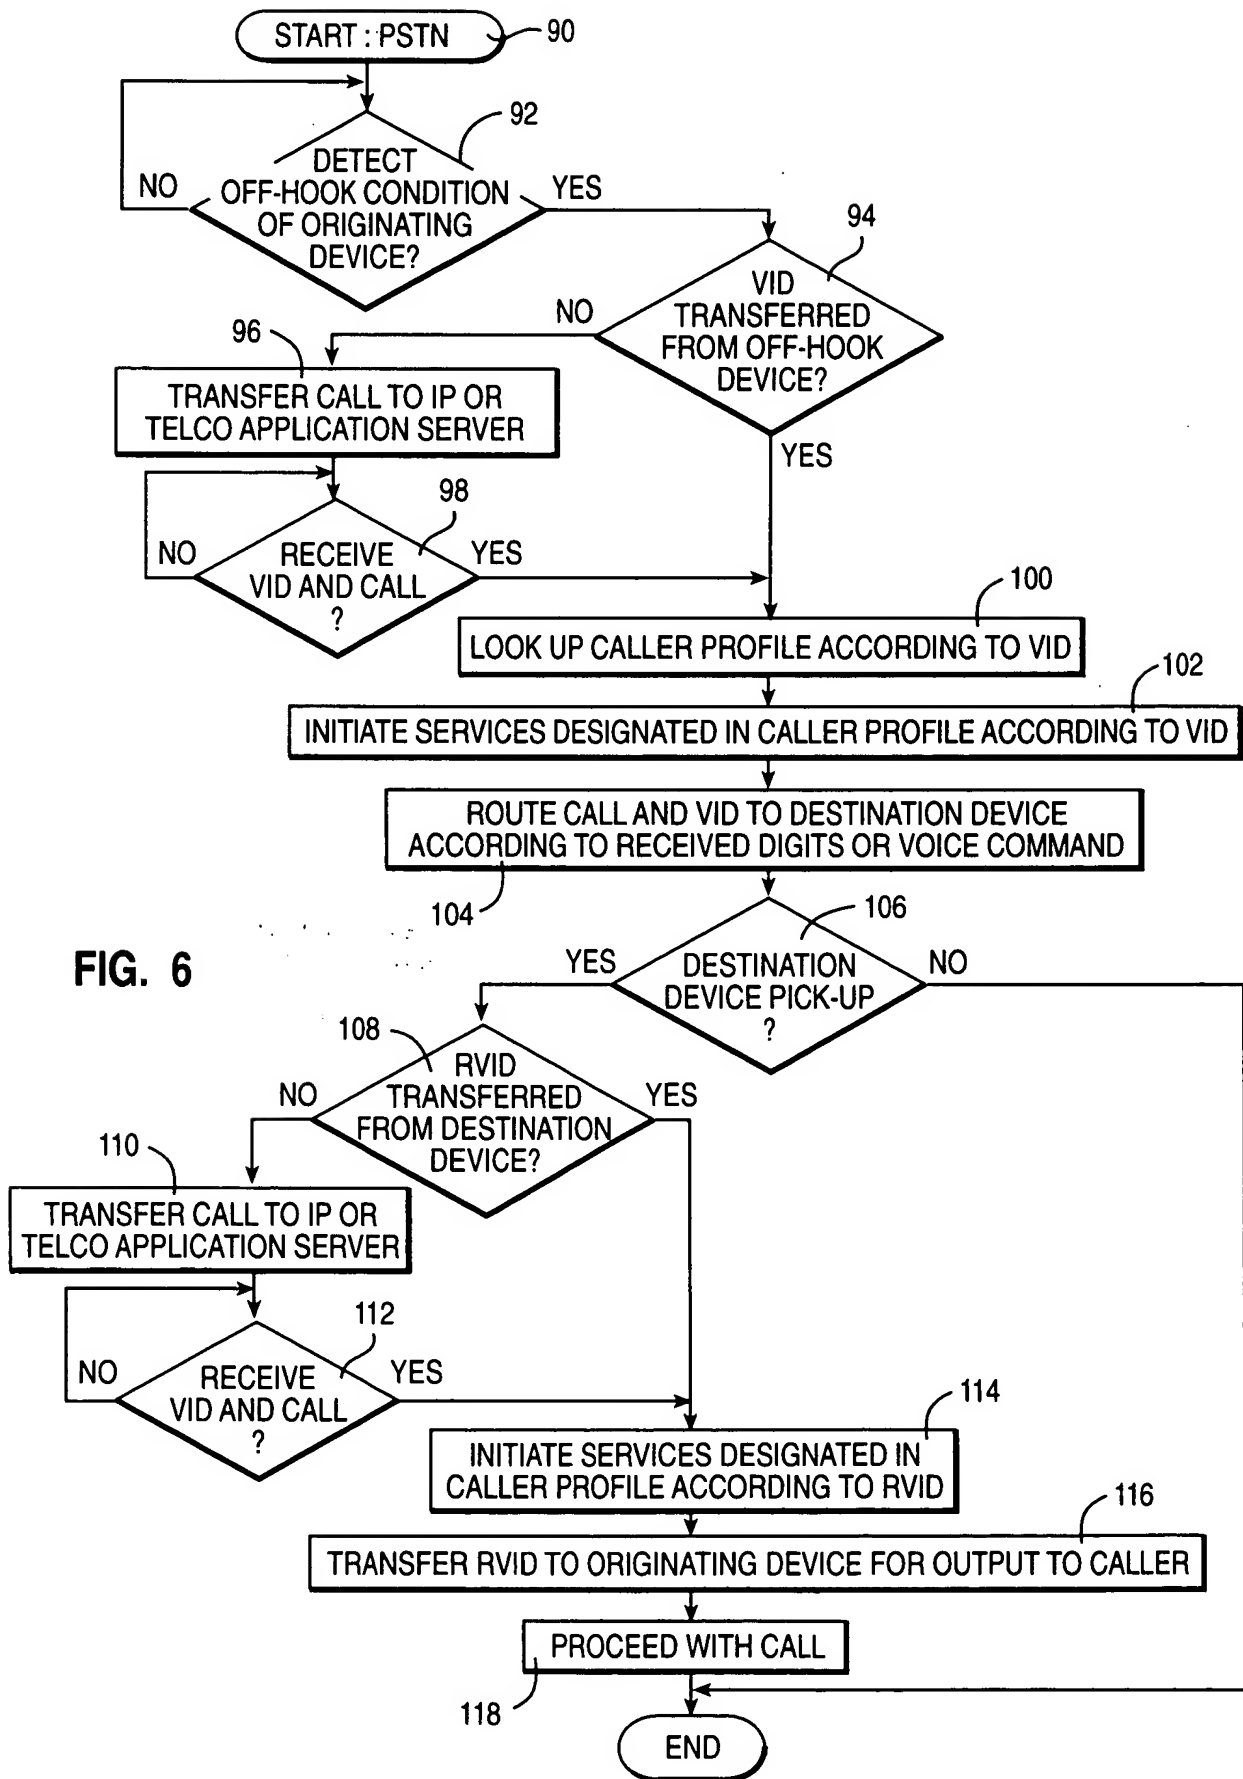 START : PSTN
90
92
DETECT
OFF-HOOK CONDITION
OF ORIGINATING
DEVICE?
NO
YES
94
VID
TRANSFERRED
FROM OFF-HOOK
DEVICE?
NO
YES
96
TRANSFER CALL TO IP OR
TELCO APPLICATION SERVER
98
RECEIVE
VID AND CALL
?
NO
YES
100
LOOK UP CALLER PROFILE ACCORDING TO VID
102
INITIATE SERVICES DESIGNATED IN CALLER PROFILE ACCORDING TO VID
ROUTE CALL AND VID TO DESTINATION DEVICE
ACCORDING TO RECEIVED DIGITS OR VOICE COMMAND
104
106
DESTINATION
DEVICE PICK-UP
?
YES
NO
FIG. 6
108
RVID
TRANSFERRED
FROM DESTINATION
DEVICE?
NO
YES
110
TRANSFER CALL TO IP OR
TELCO APPLICATION SERVER
112
RECEIVE
VID AND CALL
?
NO
YES
114
INITIATE SERVICES DESIGNATED IN
CALLER PROFILE ACCORDING TO RVID
116
TRANSFER RVID TO ORIGINATING DEVICE FOR OUTPUT TO CALLER
PROCEED WITH CALL
118
END